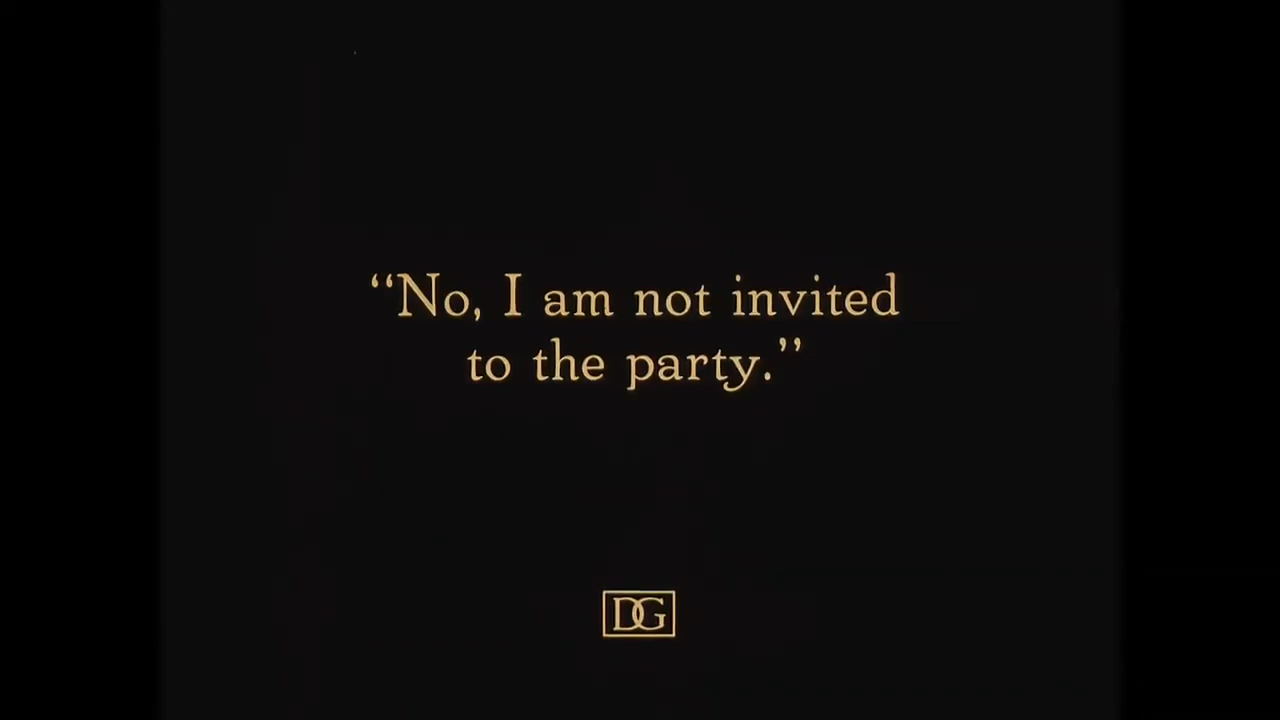 “No, I am not invited
to the party.”
DG